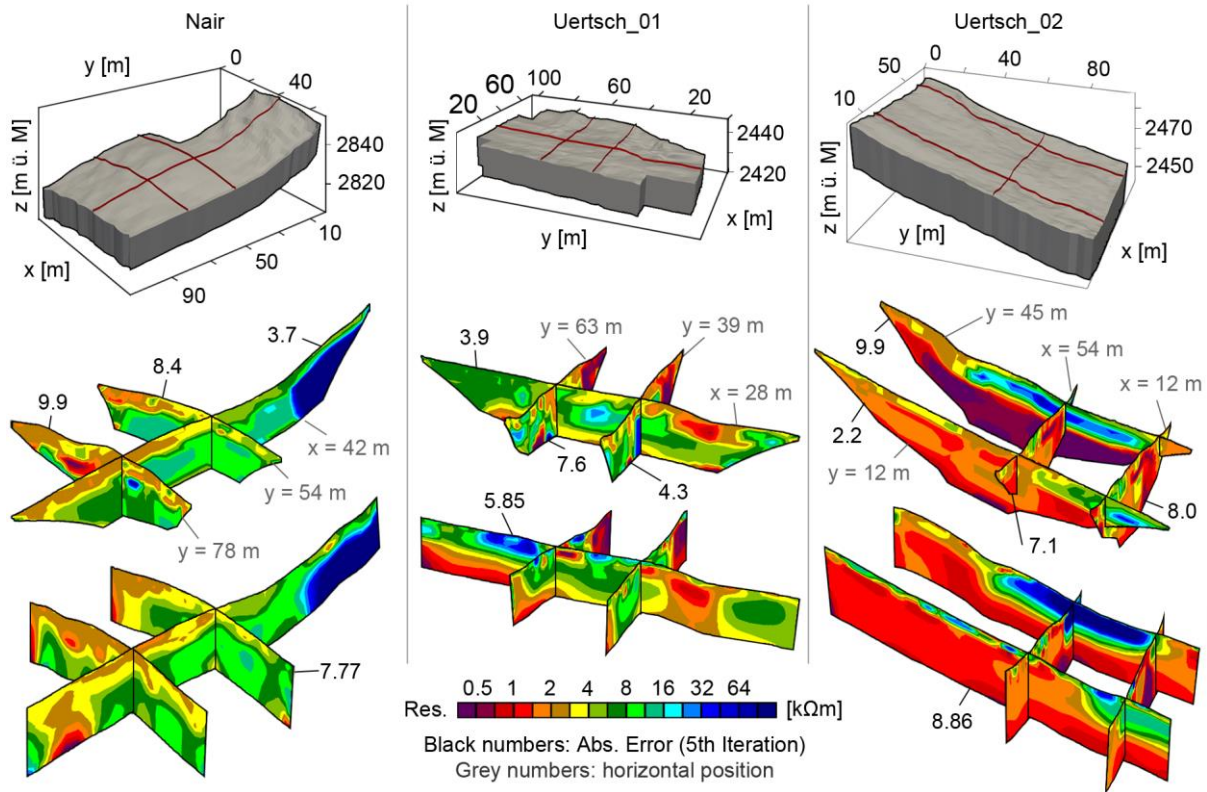 Nair
y [m]
0
40
2840
2820
z [m ü. M]
x [m]
90
50
10
Uertsch_01
20
60
100
60
20
2440
2420
z [m ü. M]
x [m]
y [m]
Uertsch_02
10
50
0
40
80
2470
2450
z [m ü. M]
y [m]
x [m]
3.7
8.4
9.9
x = 42 m
y = 54 m
y = 78 m
7.77
3.9
y = 63 m
y = 39 m
x = 28 m
7.6
4.3
5.85
9.9
y = 45 m
x = 54 m
x = 12 m
2.2
y = 12 m
8.0
7.1
8.86
Res. 0.5 1 2 4 8 16 32 64 [kΩm]
Black numbers: Abs. Error (5th Iteration)
Grey numbers: horizontal position